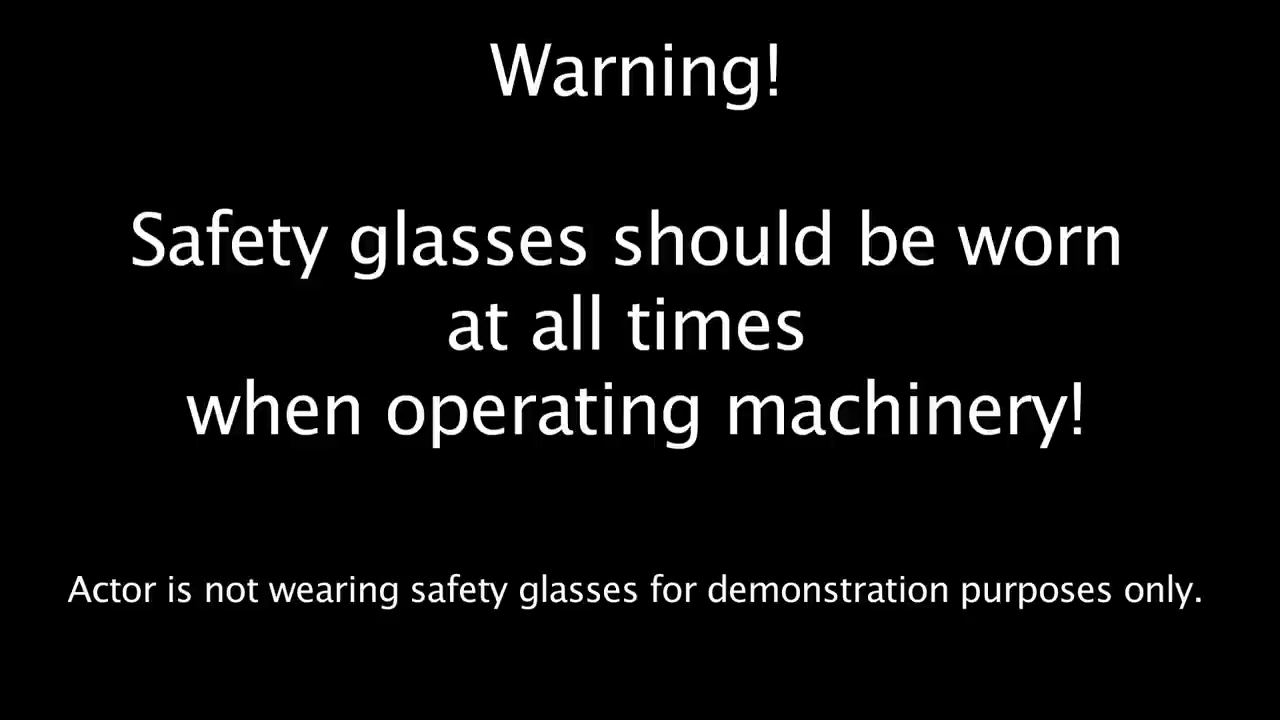 Warning!
Safety glasses should be worn
at all times
when operating machinery!
Actor is not wearing safety glasses for demonstration purposes only.